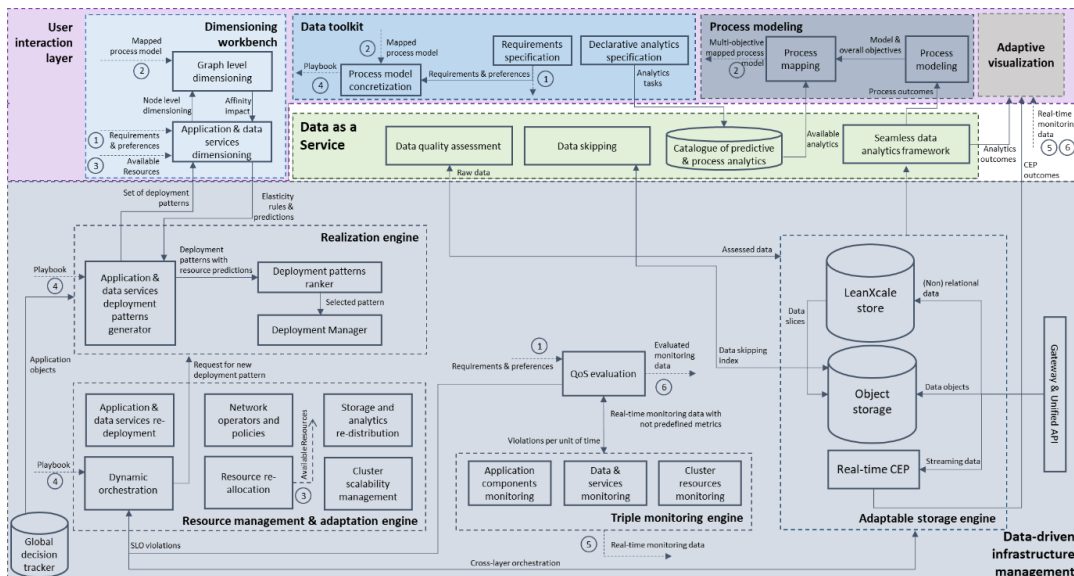 User
interaction
layer
Dimensioning
workbench
Mapped
process model
2
Graph level
dimensioning
Node level
dimensioning
Affinity
impact
1
Requirements
& preferences
3
Available
Resources
Application & data
services dimensioning
Data toolkit
2
Mapped
process model
Playbook
4
Process model
concretization
Requirements & preferences
1
Requirements
specification
Declarative analytics
specification
Analytics
tasks
Process modeling
Multi-objective
mapped process
model
2
Process
mapping
Model &
overall objectives
Process
modeling
Process outcomes
Adaptive
visualization
Real-time
monitoring
data
5
6
Data as a
Service
Data quality assessment
Data skipping
Catalogue of predictive
& process analytics
Available
analytics
Seamless data
analytics framework
Analytics
outcomes
CEP
outcomes
Raw data
Set of deployment
patterns
Elasticity
rules &
predictions
Realization engine
Playbook
4
Application &
data services
deployment
patterns
generator
Deployment
patterns with
resource predictions
Deployment patterns
ranker
Selected pattern
Deployment Manager
Application
objects
Request for new
deployment pattern
Assessed data
LeanXcale
store
(Non) relational
data
Data
slices
Data skipping
index
Object
storage
Data objects
Gateway & Unified API
Real-time CEP
Streaming data
Adaptable storage engine
1
Requirements & preferences
QoS evaluation
Evaluated
monitoring
data
6
Real-time monitoring data with
not predefined metrics
Violations per unit of time
Application
components
monitoring
Data &
services
monitoring
Cluster
resources
monitoring
Triple monitoring engine
5
Real-time monitoring data
Application &
data services re-
deployment
Network
operators and
policies
Available Resources
Storage and
analytics
re-distribution
Playbook
4
Dynamic
orchestration
Resource re-
allocation
3
Cluster
scalability
management
Resource management & adaptation engine
Global
decision
tracker
SLO violations
Cross-layer orchestration
Data-driven
infrastructure
management